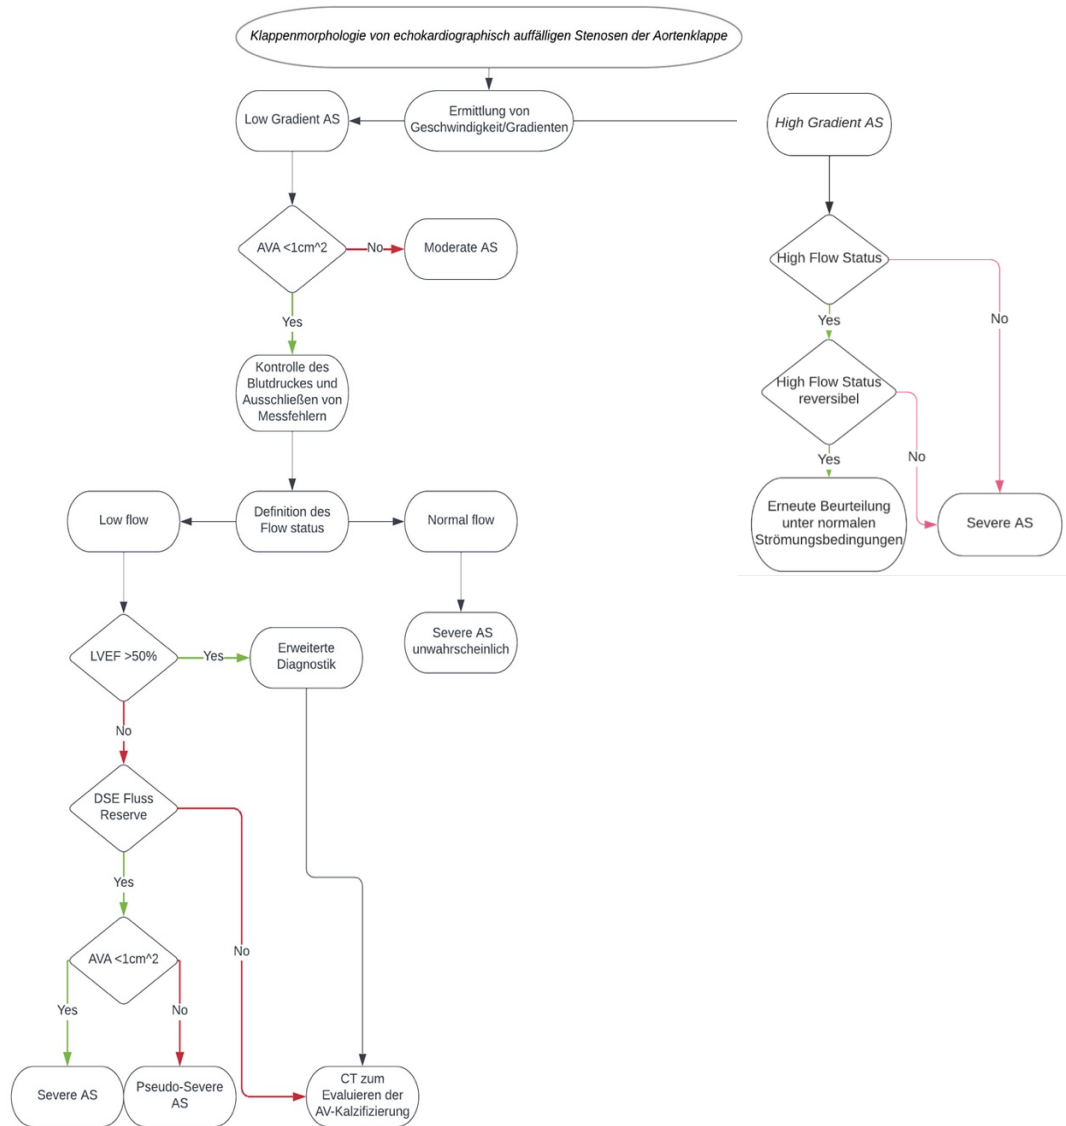 Klappenmorphologie von echokardiographisch auffälligen Stenosen der Aortenklappe
Low Gradient AS
Ermittlung von
Geschwindigkeit/Gradienten
High Gradient AS
AVA <1cm^2
No
Moderate AS
High Flow Status
No
Yes
Yes
Kontrolle des
Blutdruckes und
Ausschließen von
Messfehlern
High Flow Status
reversibel
No
Yes
Low flow
Definition des
Flow status
Normal flow
Erneute Beurteilung
unter normalen
Strömungsbedingungen
Severe AS
Severe AS
unwahrscheinlich
LVEF >50%
Yes
Erweiterte
Diagnostik
No
DSE Fluss
Reserve
Yes
No
AVA <1cm^2
Yes
No
Severe AS
Pseudo-Severe
AS
CT zum
Evaluieren der
AV-Kalzifizierung